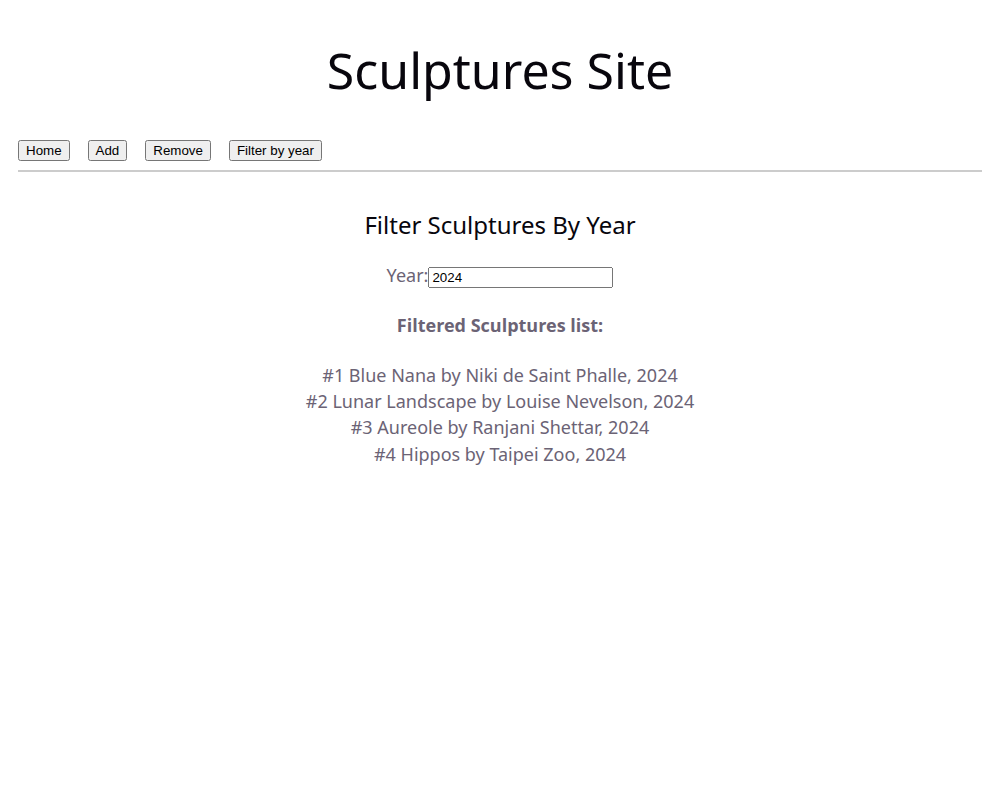 Sculptures Site
Home Add Remove Filter by year
Filter Sculptures By Year
Year: 2024
Filtered Sculptures list:
#1 Blue Nana by Niki de Saint Phalle, 2024
#2 Lunar Landscape by Louise Nevelson, 2024
#3 Aureole by Ranjani Shettar, 2024
#4 Hippos by Taipei Zoo, 2024